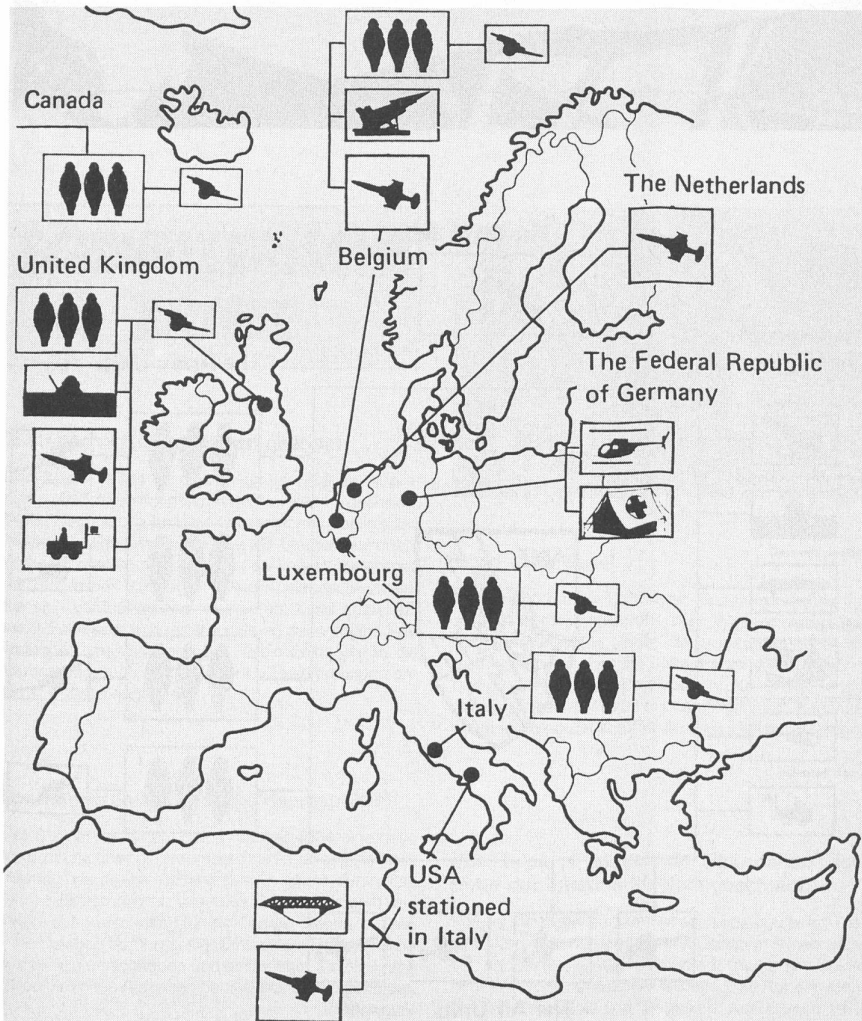 Canada
The Netherlands
United Kingdom
Belgium
The Federal Republic
of Germany
Luxembourg
Italy
USA
stationed
in Italy